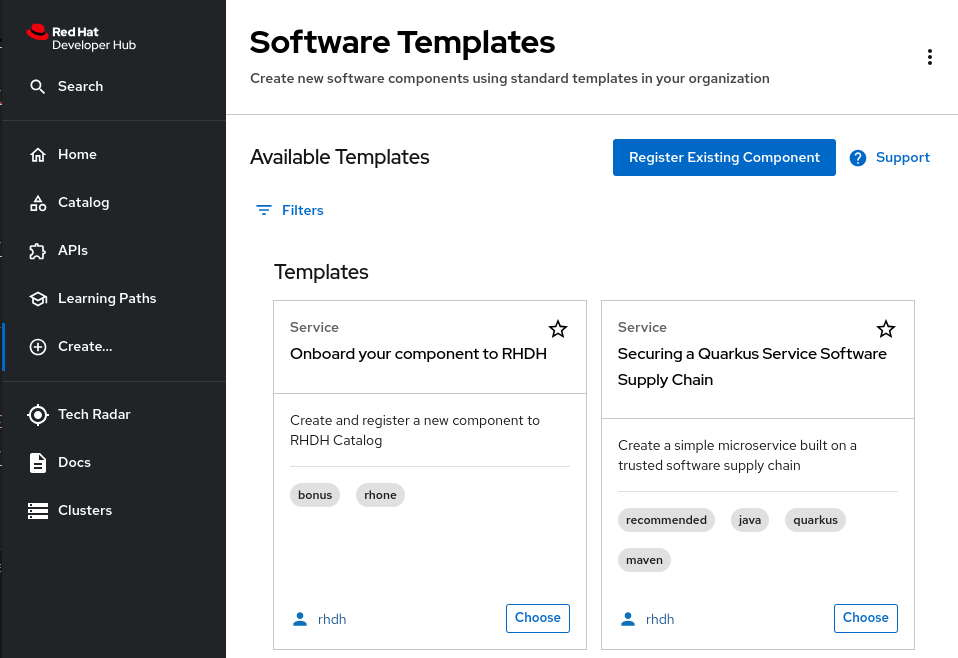 Red Hat
Developer Hub
Search
Home
Catalog
APIs
Learning Paths
Create...
Tech Radar
Docs
Clusters
Software Templates
Create new software components using standard templates in your organization
Available Templates
Register Existing Component
Support
Filters
Templates
Service
Onboard your component to RHDH
Create and register a new component to
RHDH Catalog
bonus rhone
rhdh
Choose
Service
Securing a Quarkus Service Software
Supply Chain
Create a simple microservice built on a
trusted software supply chain
recommended java quarkus
maven
rhdh
Choose